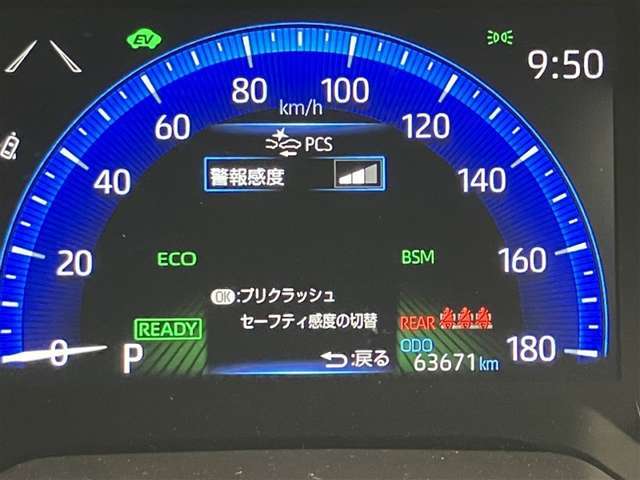 EV
9:50
80 100
km/h
60 120
PCS
40 警報感度 140
20 ECO BSM 160
OK:プリクラッシュ
セーフティ感度の切替
READY REAR
0 P ODO 180
:戻る 63671km